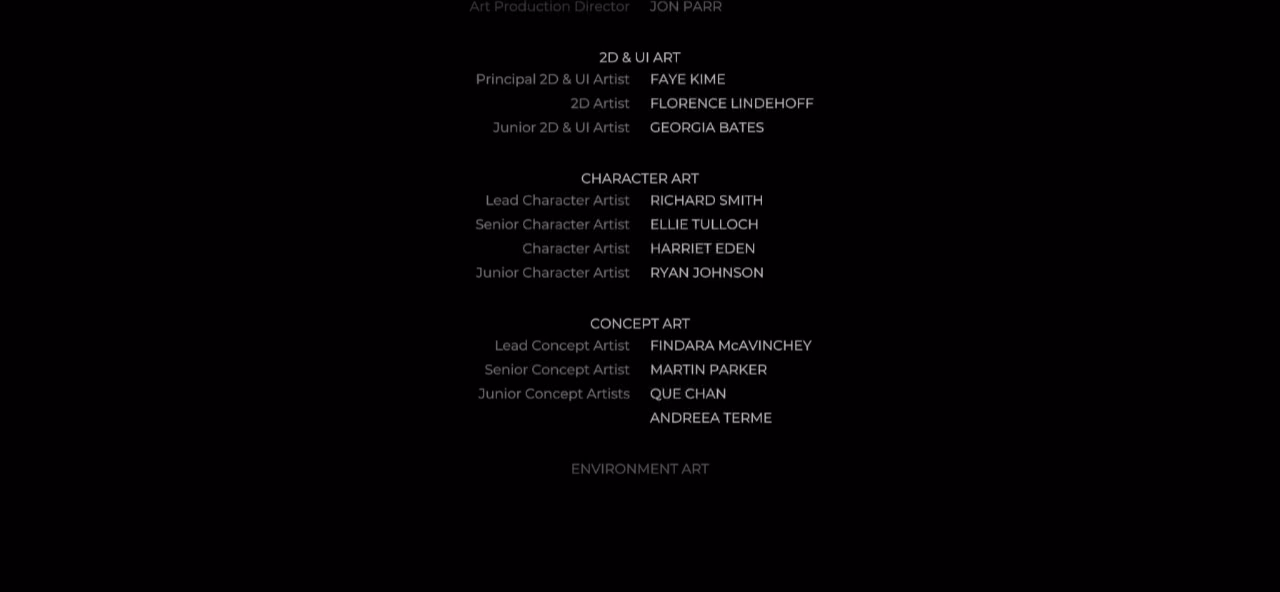 Art Production Director JON PARR
2D & UI ART
Principal 2D & UI Artist FAYE KIME
2D Artist FLORENCE LINDEHOFF
Junior 2D & UI Artist GEORGIA BATES
CHARACTER ART
Lead Character Artist RICHARD SMITH
Senior Character Artist ELLIE TULLOCH
Character Artist HARRIET EDEN
Junior Character Artist RYAN JOHNSON
CONCEPT ART
Lead Concept Artist FINDARA McAVINCHEY
Senior Concept Artist MARTIN PARKER
Junior Concept Artists QUE CHAN
ANDREEA TERME
ENVIRONMENT ART